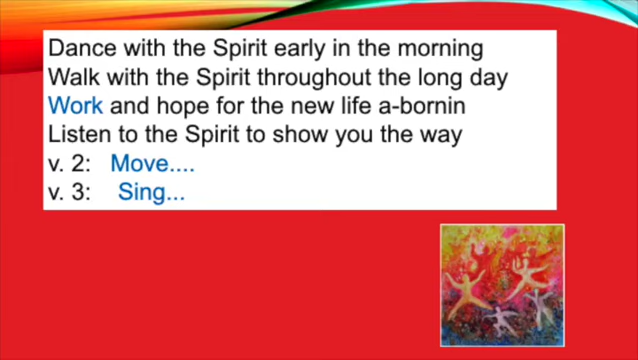 Dance with the Spirit early in the morning
Walk with the Spirit throughout the long day
Work and hope for the new life a-bornin
Listen to the Spirit to show you the way
v. 2: Move....
v. 3: Sing...